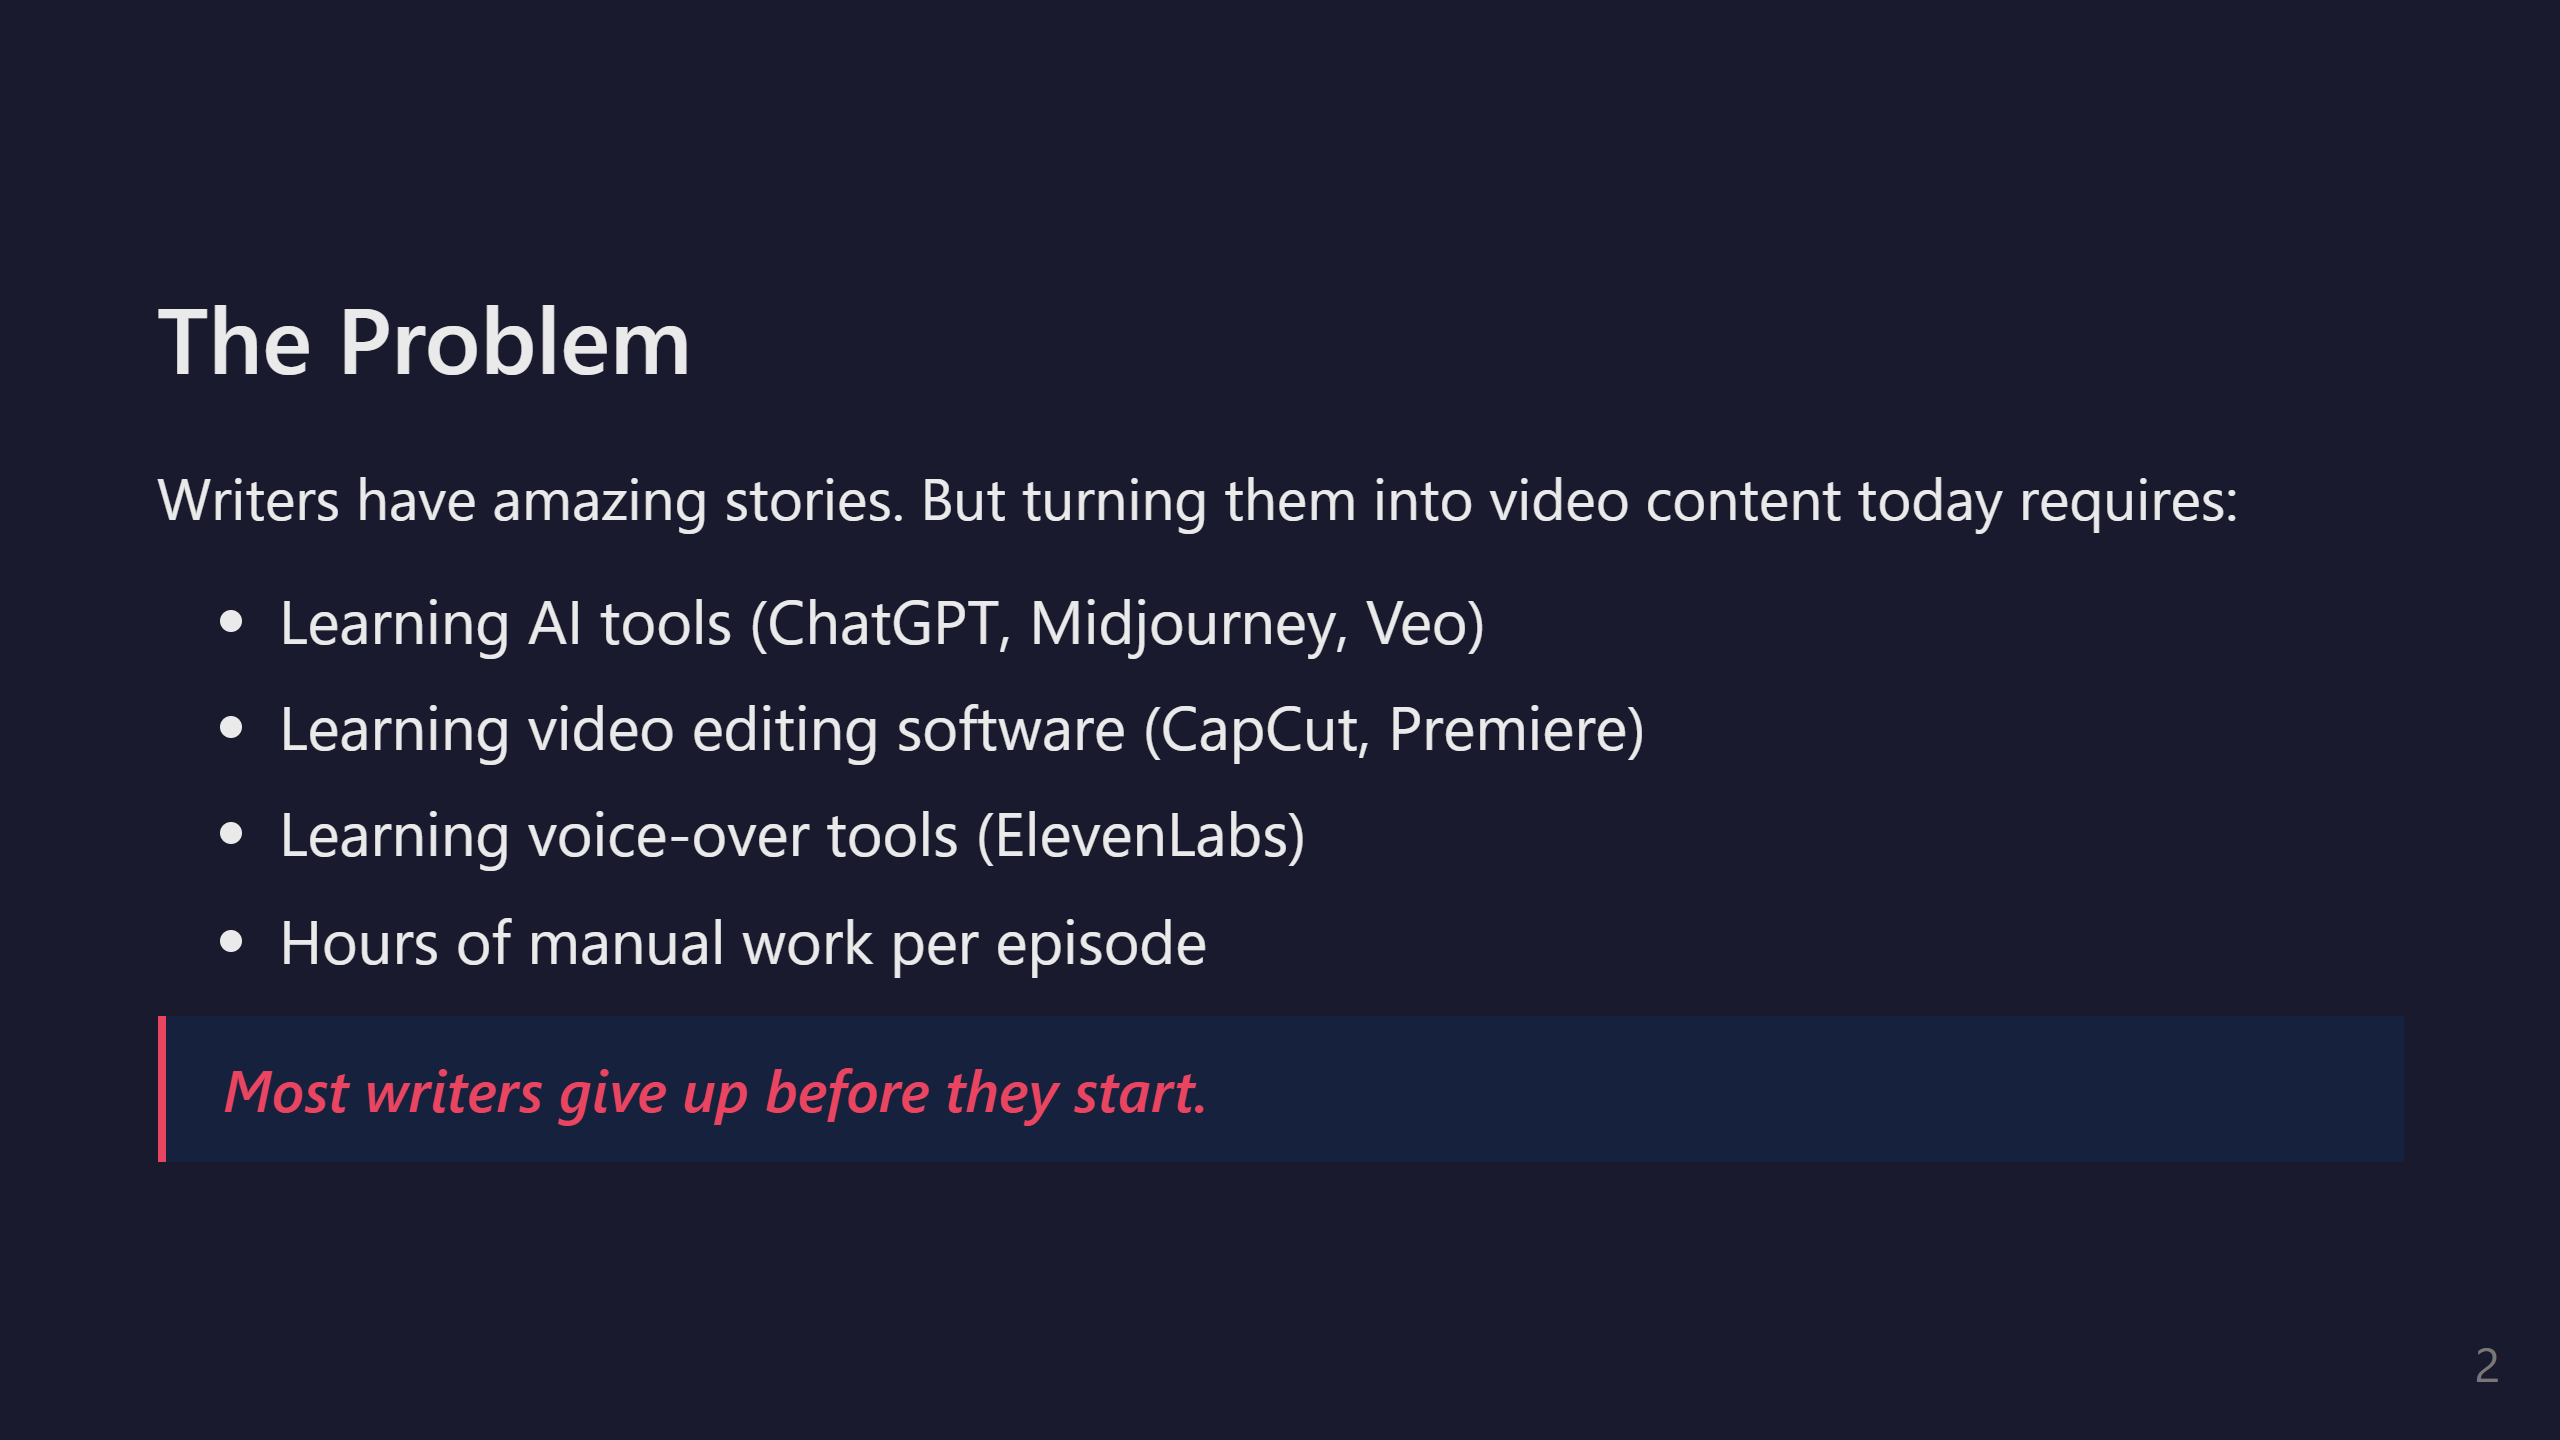 The Problem
Writers have amazing stories. But turning them into video content today requires:
• Learning AI tools (ChatGPT, Midjourney, Veo)
• Learning video editing software (CapCut, Premiere)
• Learning voice-over tools (ElevenLabs)
• Hours of manual work per episode
Most writers give up before they start.
2